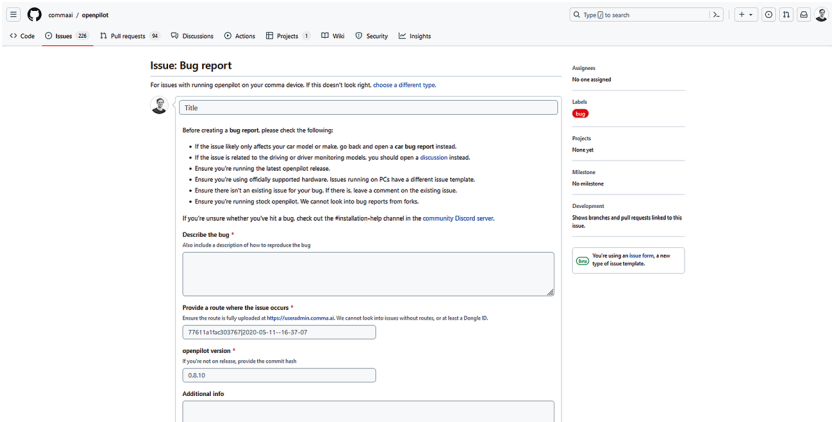 commaai / openpilot
Type / to search
Code
Issues 226
Pull requests 94
Discussions
Actions
Projects 1
Wiki
Security
Insights
Issue: Bug report
For issues with running openpilot on your comma device. If this doesn't look right, choose a different type.
Title
Before creating a bug report, please check the following:
If the issue likely only affects your car model or make, go back and open a car bug report instead.
If the issue is related to the driving or driver monitoring models, you should open a discussion instead.
Ensure you're running the latest openpilot release.
Ensure you're using officially supported hardware. Issues running on PCs have a different issue template.
Ensure there isn't an existing issue for your bug. If there is, leave a comment on the existing issue.
Ensure you're running stock openpilot. We cannot look into bug reports from forks.
If you're unsure whether you've hit a bug, check out the #installation-help channel in the community Discord server.
Describe the bug *
Also include a description of how to reproduce the bug
Provide a route where the issue occurs *
Ensure the route is fully uploaded at https://useradmin.comma.ai. We cannot look into issues without routes, or at least a Dongle ID.
77611a1fac303767|2020-05-11--16-37-07
openpilot version *
If you're not on release, provide the commit hash
0.8.10
Additional info
Assignees
No one assigned
Labels
bug
Projects
None yet
Milestone
No milestone
Development
Shows branches and pull requests linked to this
issue.
Beta
You're using an issue form, a new
type of issue template.